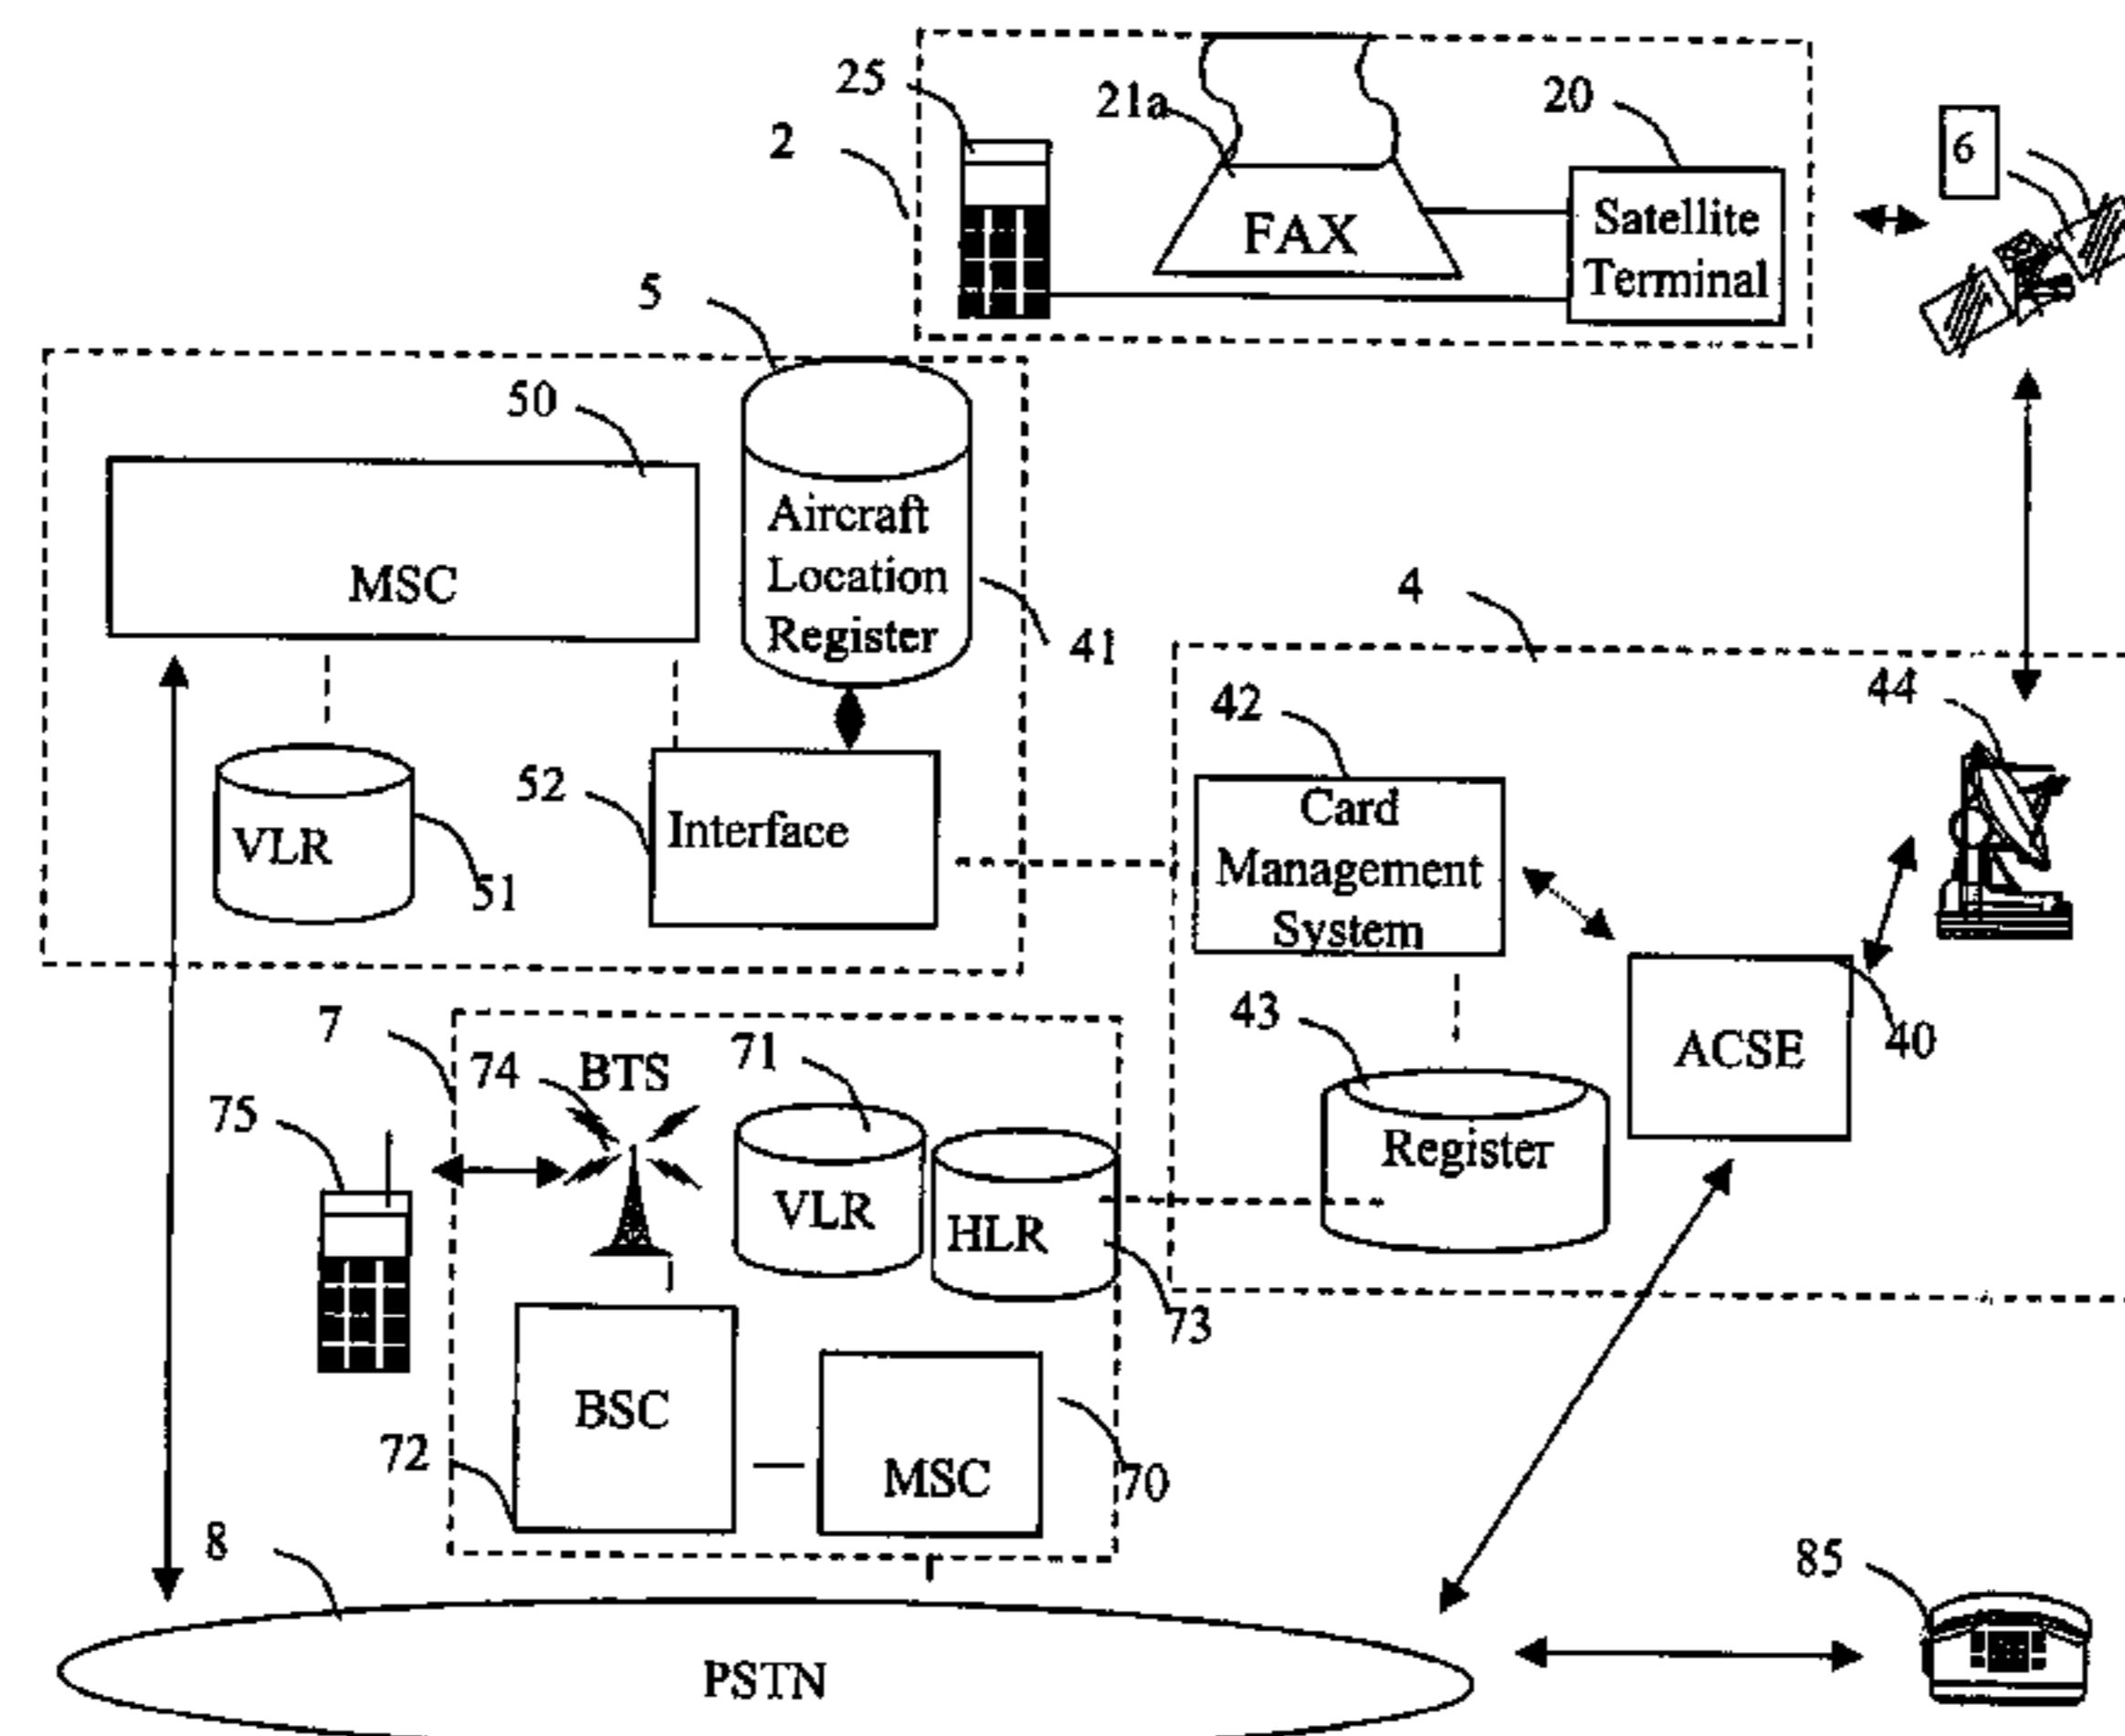 25
21a
20
2
6
FAX
Satellite
Terminal
5
50
Aircraft
Location
Register
MSC
41
4
44
42
52
Interface
Card
Management
System
VLR
51
7
74
BTS
71
43
ACSE
40
75
Register
VLR
HLR
73
BSC
72
MSC
70
8
85
PSTN